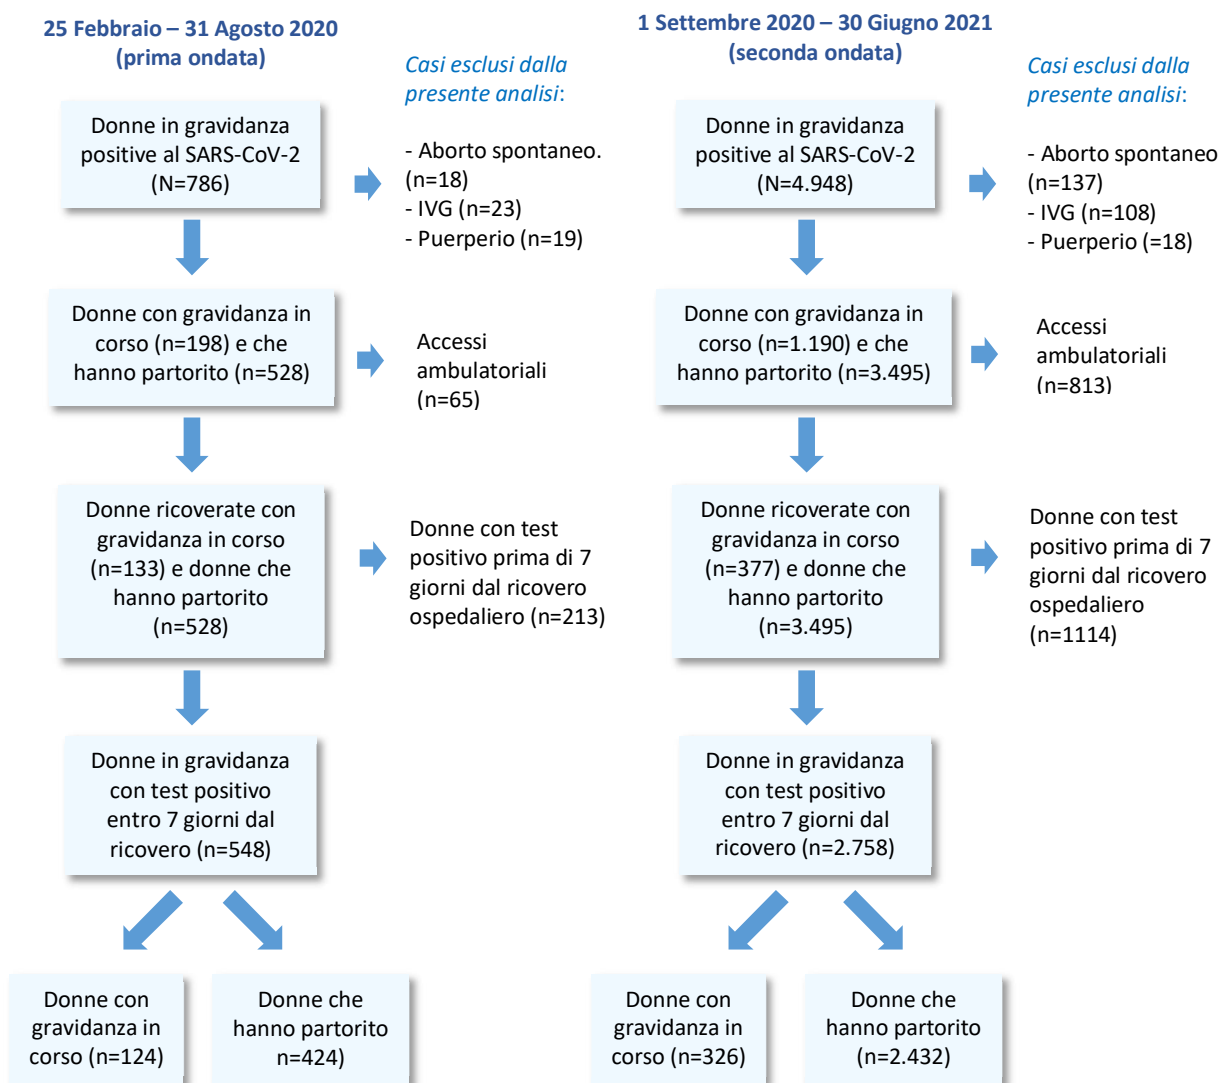 25 Febbraio – 31 Agosto 2020
(prima ondata)
Casi esclusi dalla
presente analisi:
Donne in gravidanza
positive al SARS-CoV-2
(N=786)
- Aborto spontaneo.
(n=18)
- IVG (n=23)
- Puerperio (n=19)
Donne con gravidanza in
corso (n=198) e che
hanno partorito (n=528)
Accessi
ambulatoriali
(n=65)
Donne ricoverate con
gravidanza in corso
(n=133) e donne che
hanno partorito
(n=528)
Donne con test
positivo prima di 7
giorni dal ricovero
ospedaliero (n=213)
Donne in gravidanza
con test positivo
entro 7 giorni dal
ricovero (n=548)
Donne con
gravidanza in
corso (n=124)
Donne che
hanno partorito
n=424)
1 Settembre 2020 – 30 Giugno 2021
(seconda ondata)
Casi esclusi dalla
presente analisi:
Donne in gravidanza
positive al SARS-CoV-2
(N=4.948)
- Aborto spontaneo
(n=137)
- IVG (n=108)
- Puerperio (=18)
Donne con gravidanza in
corso (n=1.190) e che
hanno partorito (n=3.495)
Accessi
ambulatoriali
(n=813)
Donne ricoverate con
gravidanza in corso
(n=377) e donne che
hanno partorito
(n=3.495)
Donne con test
positivo prima di 7
giorni dal ricovero
ospedaliero
(n=1114)
Donne in gravidanza
con test positivo
entro 7 giorni dal
ricovero (n=2.758)
Donne con
gravidanza in
corso (n=326)
Donne che
hanno partorito
(n=2.432)